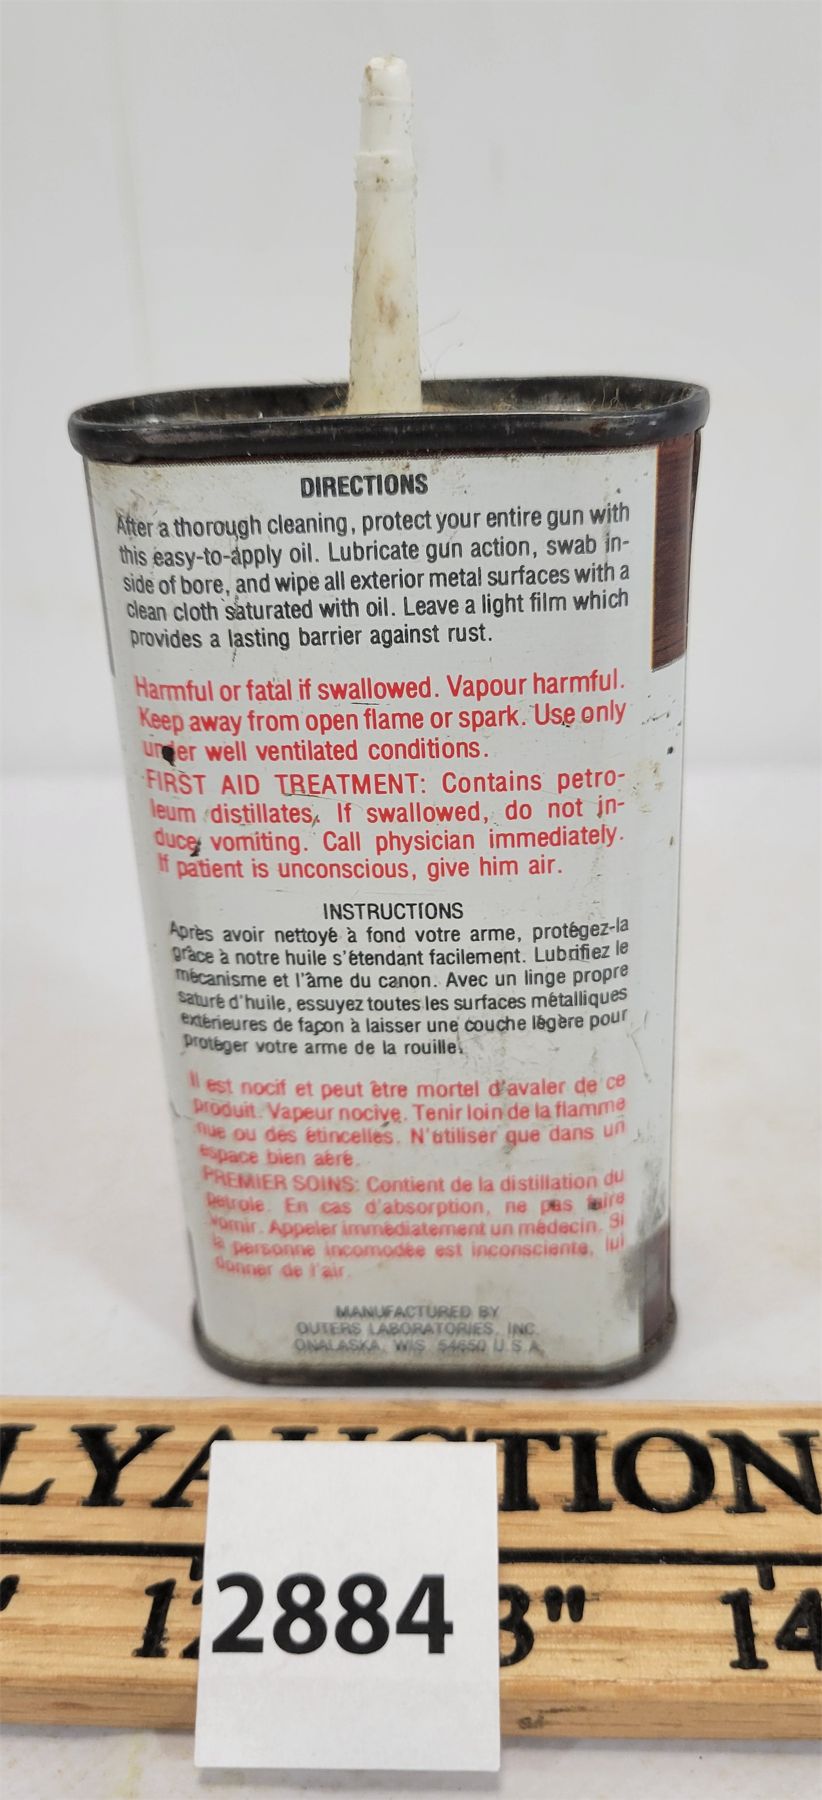 DIRECTIONS
After a thorough cleaning, protect your entire gun with
this easy-to-apply oil. Lubricate gun action, swab in-
side of bore, and wipe all exterior metal surfaces with a
clean cloth saturated with oil. Leave a light film which
provides a lasting barrier against rust.
Harmful or fatal if swallowed. Vapour harmful.
Keep away from open flame or spark. Use only
under well ventilated conditions.
FIRST AID TREATMENT: Contains petro-
leum distillates. If swallowed, do not in-
duce vomiting. Call physician immediately.
If patient is unconscious, give him air.
INSTRUCTIONS
Après avoir nettoyé à fond votre arme, protégez-la
grâce à notre huile s'étendant facilement. Lubrifiez le
mécanisme et l'âme du canon. Avec un linge propre
saturé d'huile, essuyez toutes les surfaces métalliques
extérieures de façon à laisser une couche légère pour
protéger votre arme de la rouille.
Il est nocif et peut être mortel d'avaler de ce
produit. Vapeur nocive. Tenir loin de la flamme
nue ou des étincelles. N'utiliser que dans un
espace bien aéré.
PREMIER SOINS: Contient de la distillation du
pétrole. En cas d'absorption, ne pas faire
vomir. Appeler immédiatement un médecin. Si
la personne incomodée est inconsciente, lui
donner de l'air.
MANUFACTURED BY
OUTERS LABORATORIES, INC.
ONALASKA, WIS. 54650 U.S.A.
LYAUCTION
12 3" 14
2884